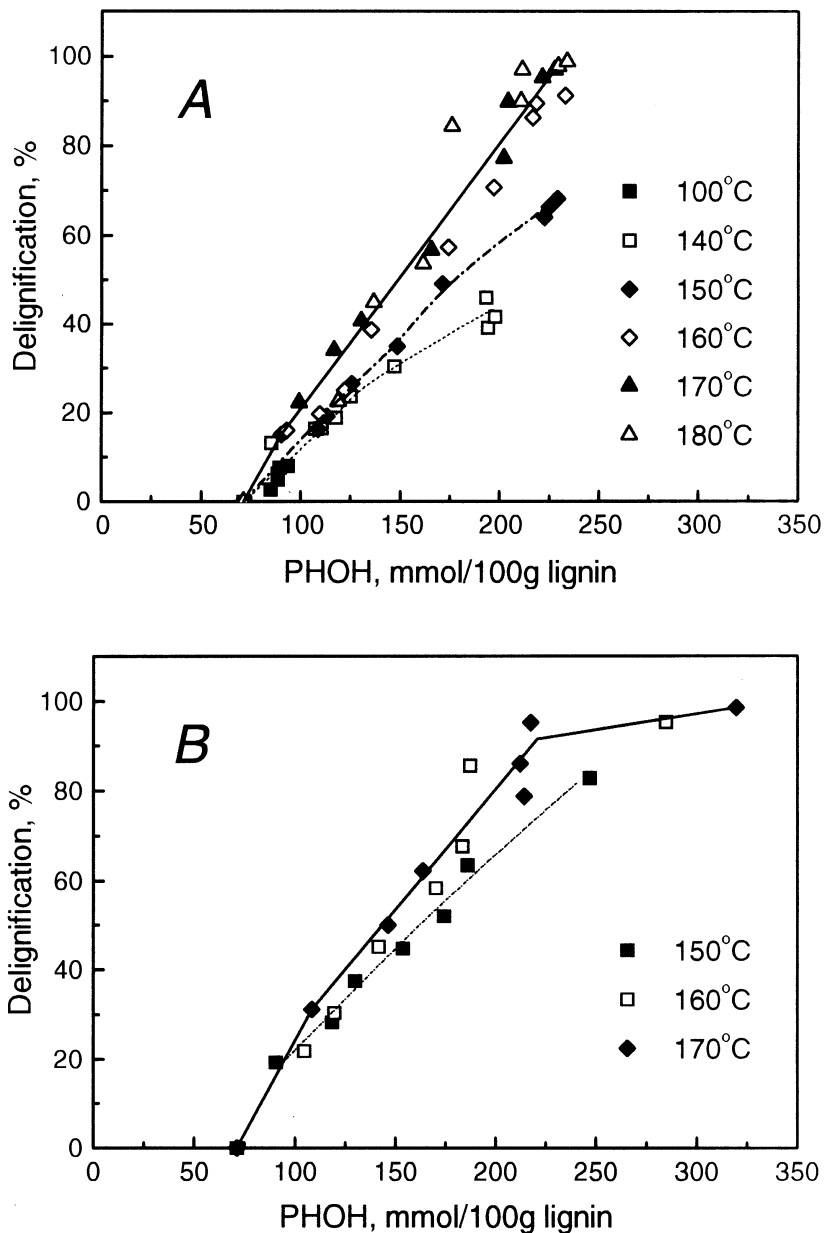 100
A
80
Delignification, %
60
40
20
0
100°C
140°C
150°C
160°C
170°C
180°C
0 50 100 150 200 250 300 350
PHOH, mmol/100g lignin
100
B
80
Delignification, %
60
40
20
0
150°C
160°C
170°C
0 50 100 150 200 250 300 350
PHOH, mmol/100g lignin